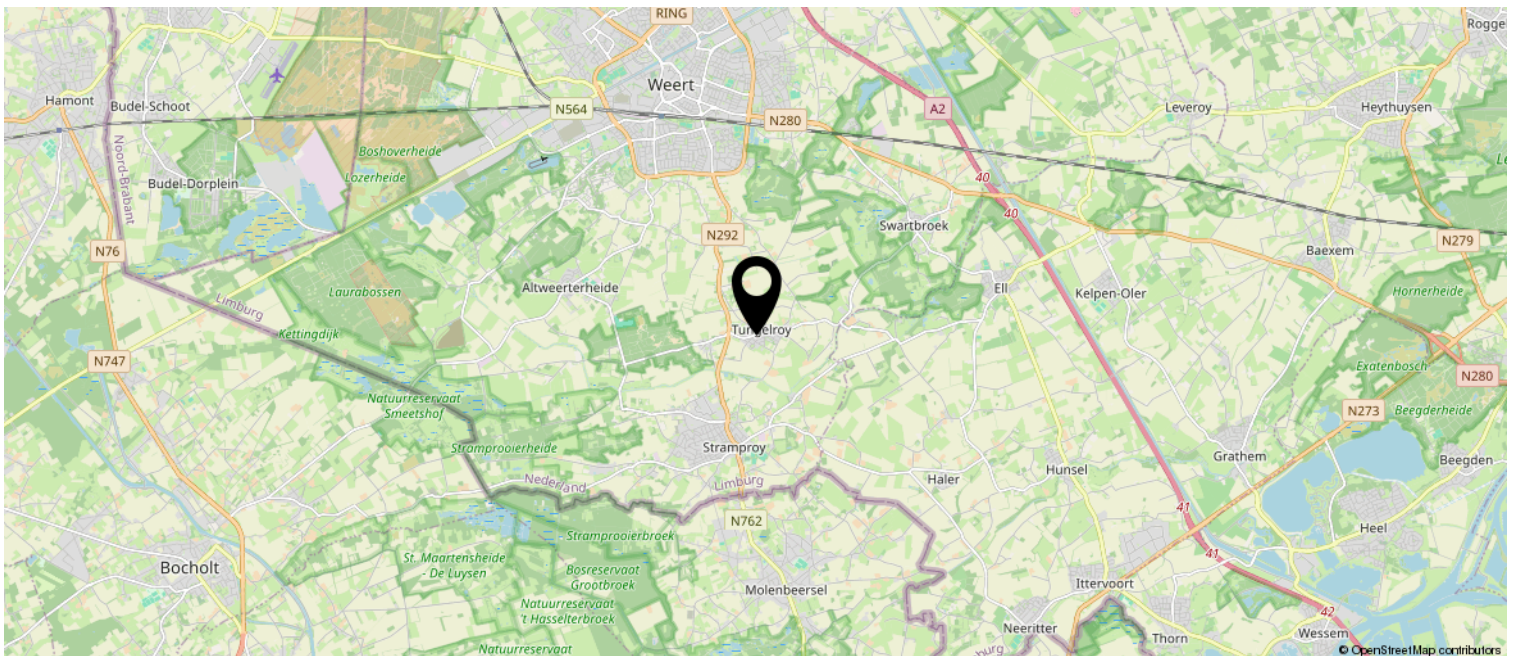 RING
Rogge
Weert
Hamont
Budel-Schoot
N564
A2
Leveroy
Heythuysen
N280
Noord-Brabant
Boshoverheide
Lozerheide
Budel-Dorplein
40
40
Le
Swartbroek
N76
N292
N279
Baexem
Laurabossen
Altweerterheide
Ell
Kelpen-Oler
Hornerheide
Limburg
Kettingdijk
Tungelroy
N747
Exatenbosch
N280
Natuurreservaat
Smeetshof
N273
Beegderheide
Stramprooierheide
Stramproy
Grathem
Beegden
Hunsel
Haler
Nederland
Limburg
41
N762
Heel
Stramprooierbroek
41
St. Maartensheide
- De Luysen
Bocholt
Bosreservaat
Grootbroek
Molenbeersel
Ittervoort
Natuurreservaat
't Hasselterbroek
42
Neeritter
Thorn
Wessem
Natuurreservaat
burg
© OpenStreetMap contributors